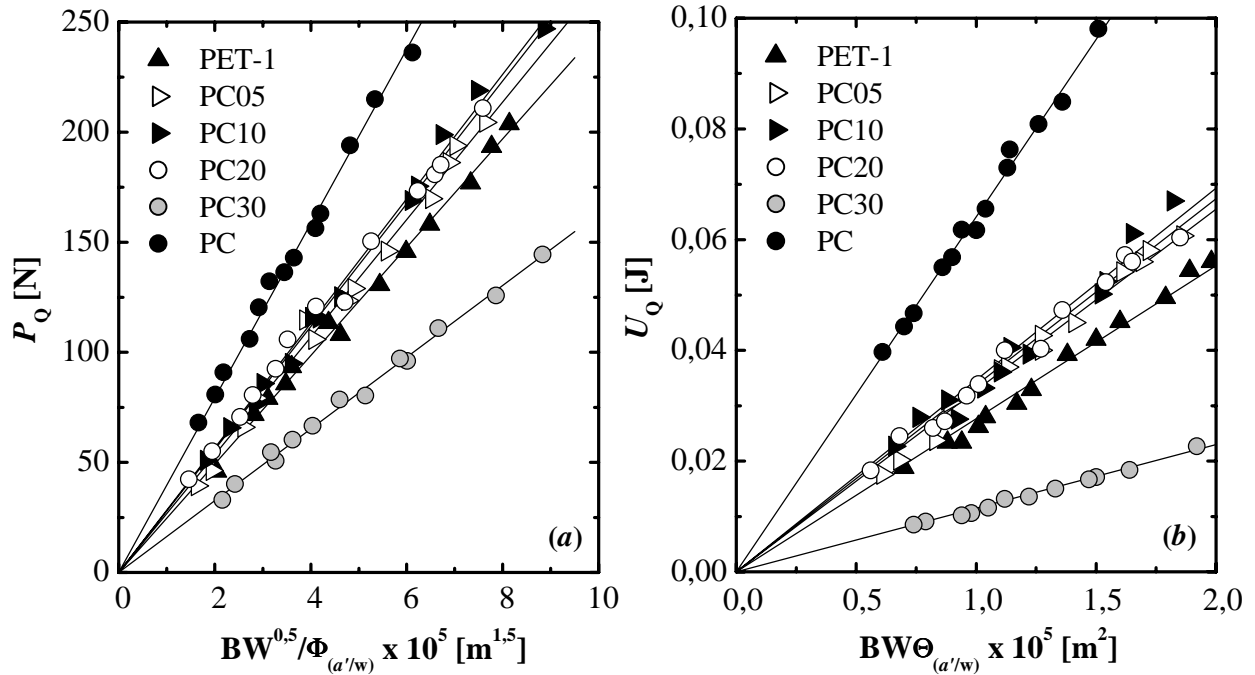 250
200
150
100
50
0
P_Q [N]
PET-1
PC05
PC10
PC20
PC30
PC
(a)
0 2 4 6 8 10
BW^0,5/Φ_(a'/w) x 10^5 [m^1,5]
0,10
0,08
0,06
0,04
0,02
0,00
U_Q [J]
PET-1
PC05
PC10
PC20
PC30
PC
(b)
0,0 0,5 1,0 1,5 2,0
BWΘ_(a'/w) x 10^5 [m^2]